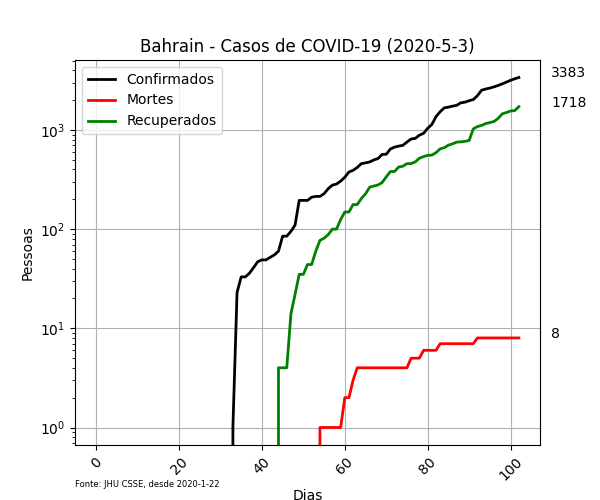 Bahrain - Casos de COVID-19 (2020-5-3)
Confirmados
Mortes
Recuperados
3383
1718
8
10³
10²
10¹
10⁰
Pessoas
0 20 40 60 80 100
Dias
Fonte: JHU CSSE, desde 2020-1-22